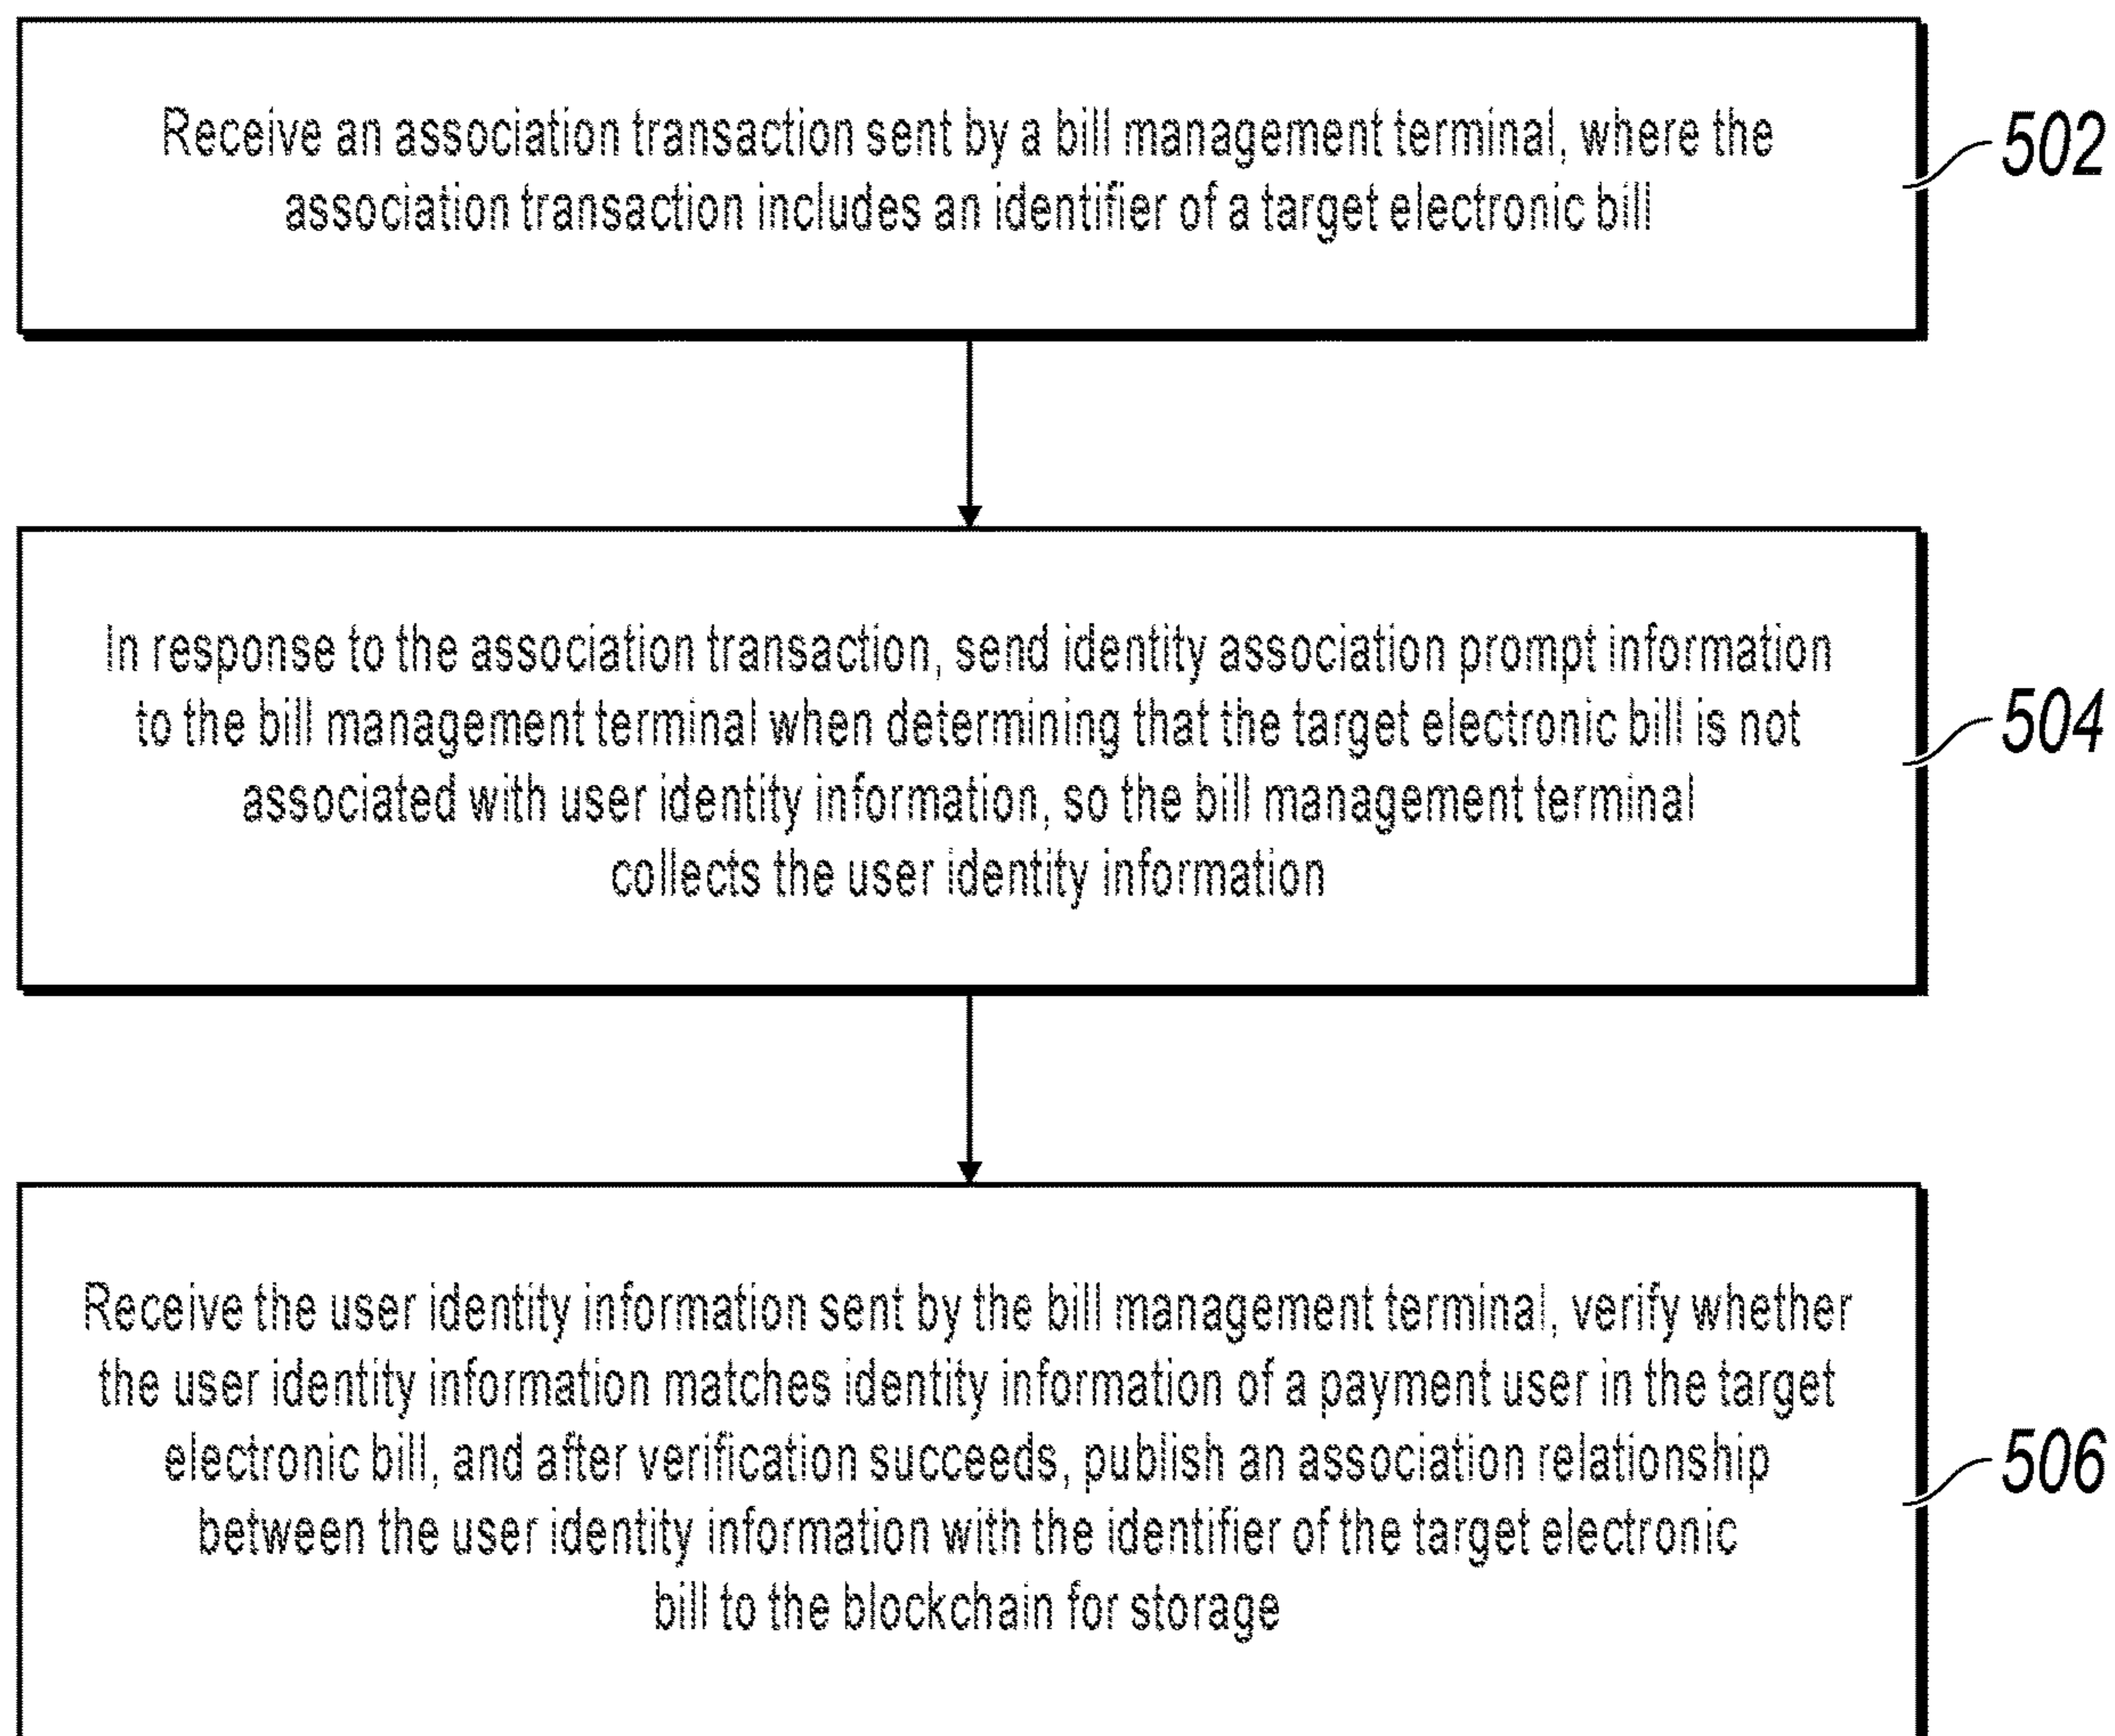 Receive an association transaction sent by a bill management terminal, where the
association transaction includes an identifier of a target electronic bill
502
In response to the association transaction, send identity association prompt information
to the bill management terminal when determining that the target electronic bill is not
associated with user identity information, so the bill management terminal
collects the user identity information
504
Receive the user identity information sent by the bill management terminal, verify whether
the user identity information matches identity information of a payment user in the target
electronic bill, and after verification succeeds, publish an association relationship
between the user identity information with the identifier of the target electronic
bill to the blockchain for storage
506